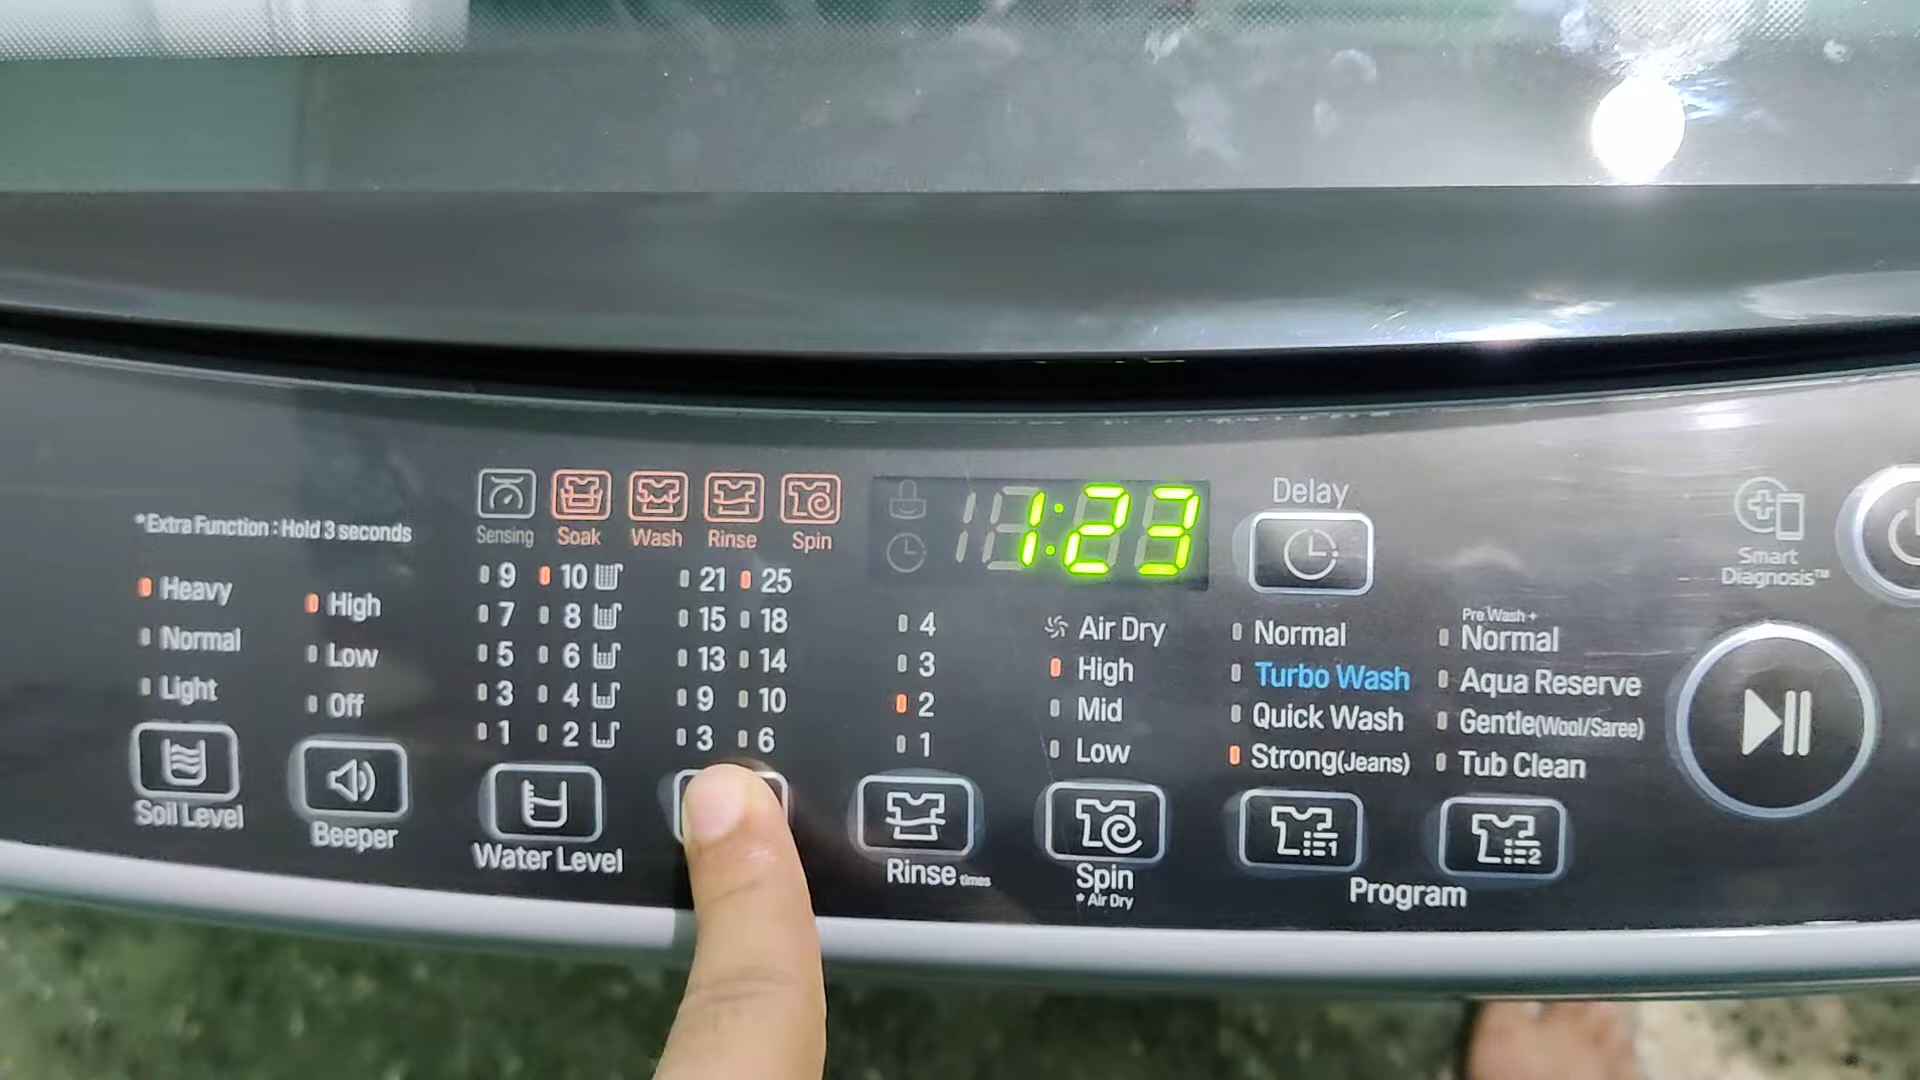 *Extra Function : Hold 3 seconds
Heavy
Normal
Light
Soil Level
High
Low
Off
Beeper
Sensing
Soak
Wash
Rinse
Spin
9 10
7 8
5 6
3 4
1 2
Water Level
21 25
15 18
13 14
9 10
3 6
1:23
4
3
2
1
Rinse times
Air Dry
High
Mid
Low
Spin
* Air Dry
Delay
Normal
Turbo Wash
Quick Wash
Strong(Jeans)
1
Pre Wash +
Normal
Aqua Reserve
Gentle(Wool/Saree)
Tub Clean
2
Program
Smart
Diagnosis™